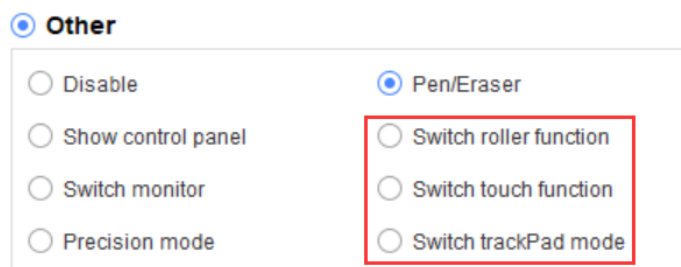 Other
Disable
Pen/Eraser
Show control panel
Switch roller function
Switch monitor
Switch touch function
Precision mode
Switch trackPad mode